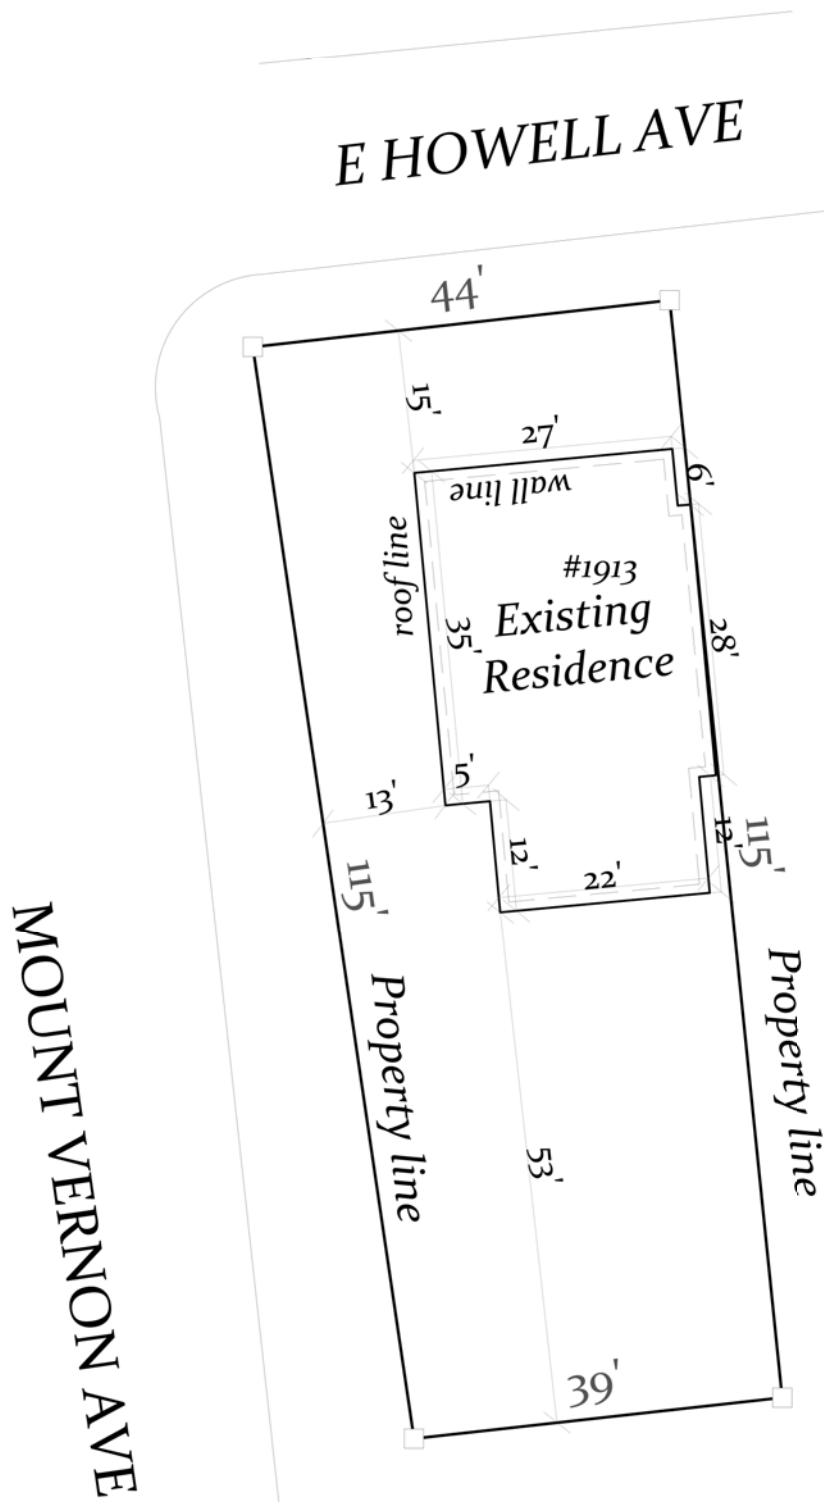 E HOWELL AVE
44'
15'
27'
6'
wall line
roof line
#1913
Existing
Residence
35'
28'
5'
13'
12'
12'
115'
22'
115'
MOUNT VERNON AVE
Property line
Property line
53'
39'